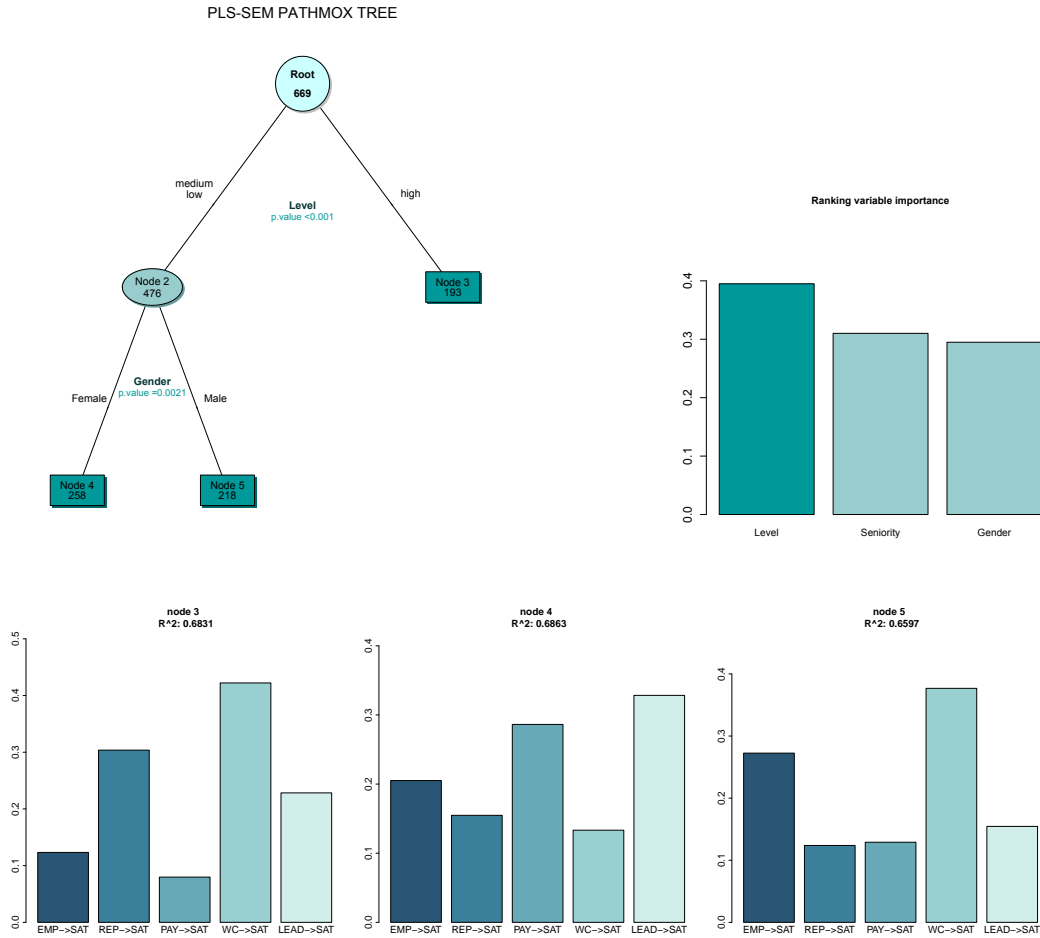 PLS-SEM PATHMOX TREE
Root
669
medium
low
high
Level
p.value <0.001
Node 2
476
Node 3
193
Gender
p.value =0.0021
Female
Male
Node 4
258
Node 5
218
Ranking variable importance
0.4
0.3
0.2
0.1
0.0
Level Seniority Gender
node 3
R^2: 0.6831
0.5
0.4
0.3
0.2
0.1
0.0
EMP->SAT REP->SAT PAY->SAT WC->SAT LEAD->SAT
node 4
R^2: 0.6863
0.4
0.3
0.2
0.1
0.0
EMP->SAT REP->SAT PAY->SAT WC->SAT LEAD->SAT
node 5
R^2: 0.6597
0.4
0.3
0.2
0.1
0.0
EMP->SAT REP->SAT PAY->SAT WC->SAT LEAD->SAT